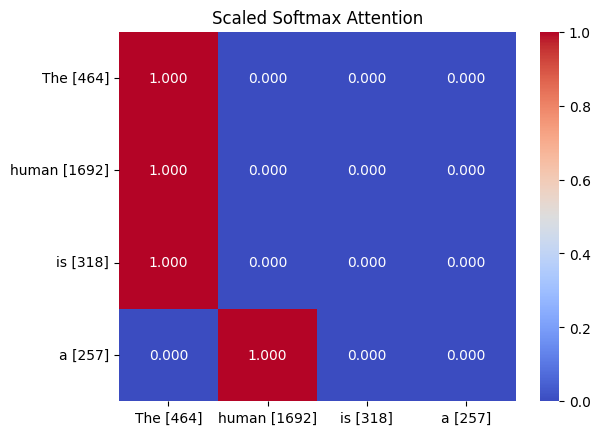 Scaled Softmax Attention
The [464] 1.000 0.000 0.000 0.000
human [1692] 1.000 0.000 0.000 0.000
is [318] 1.000 0.000 0.000 0.000
a [257] 0.000 1.000 0.000 0.000
The [464] human [1692] is [318] a [257]
1.0
0.8
0.6
0.4
0.2
0.0